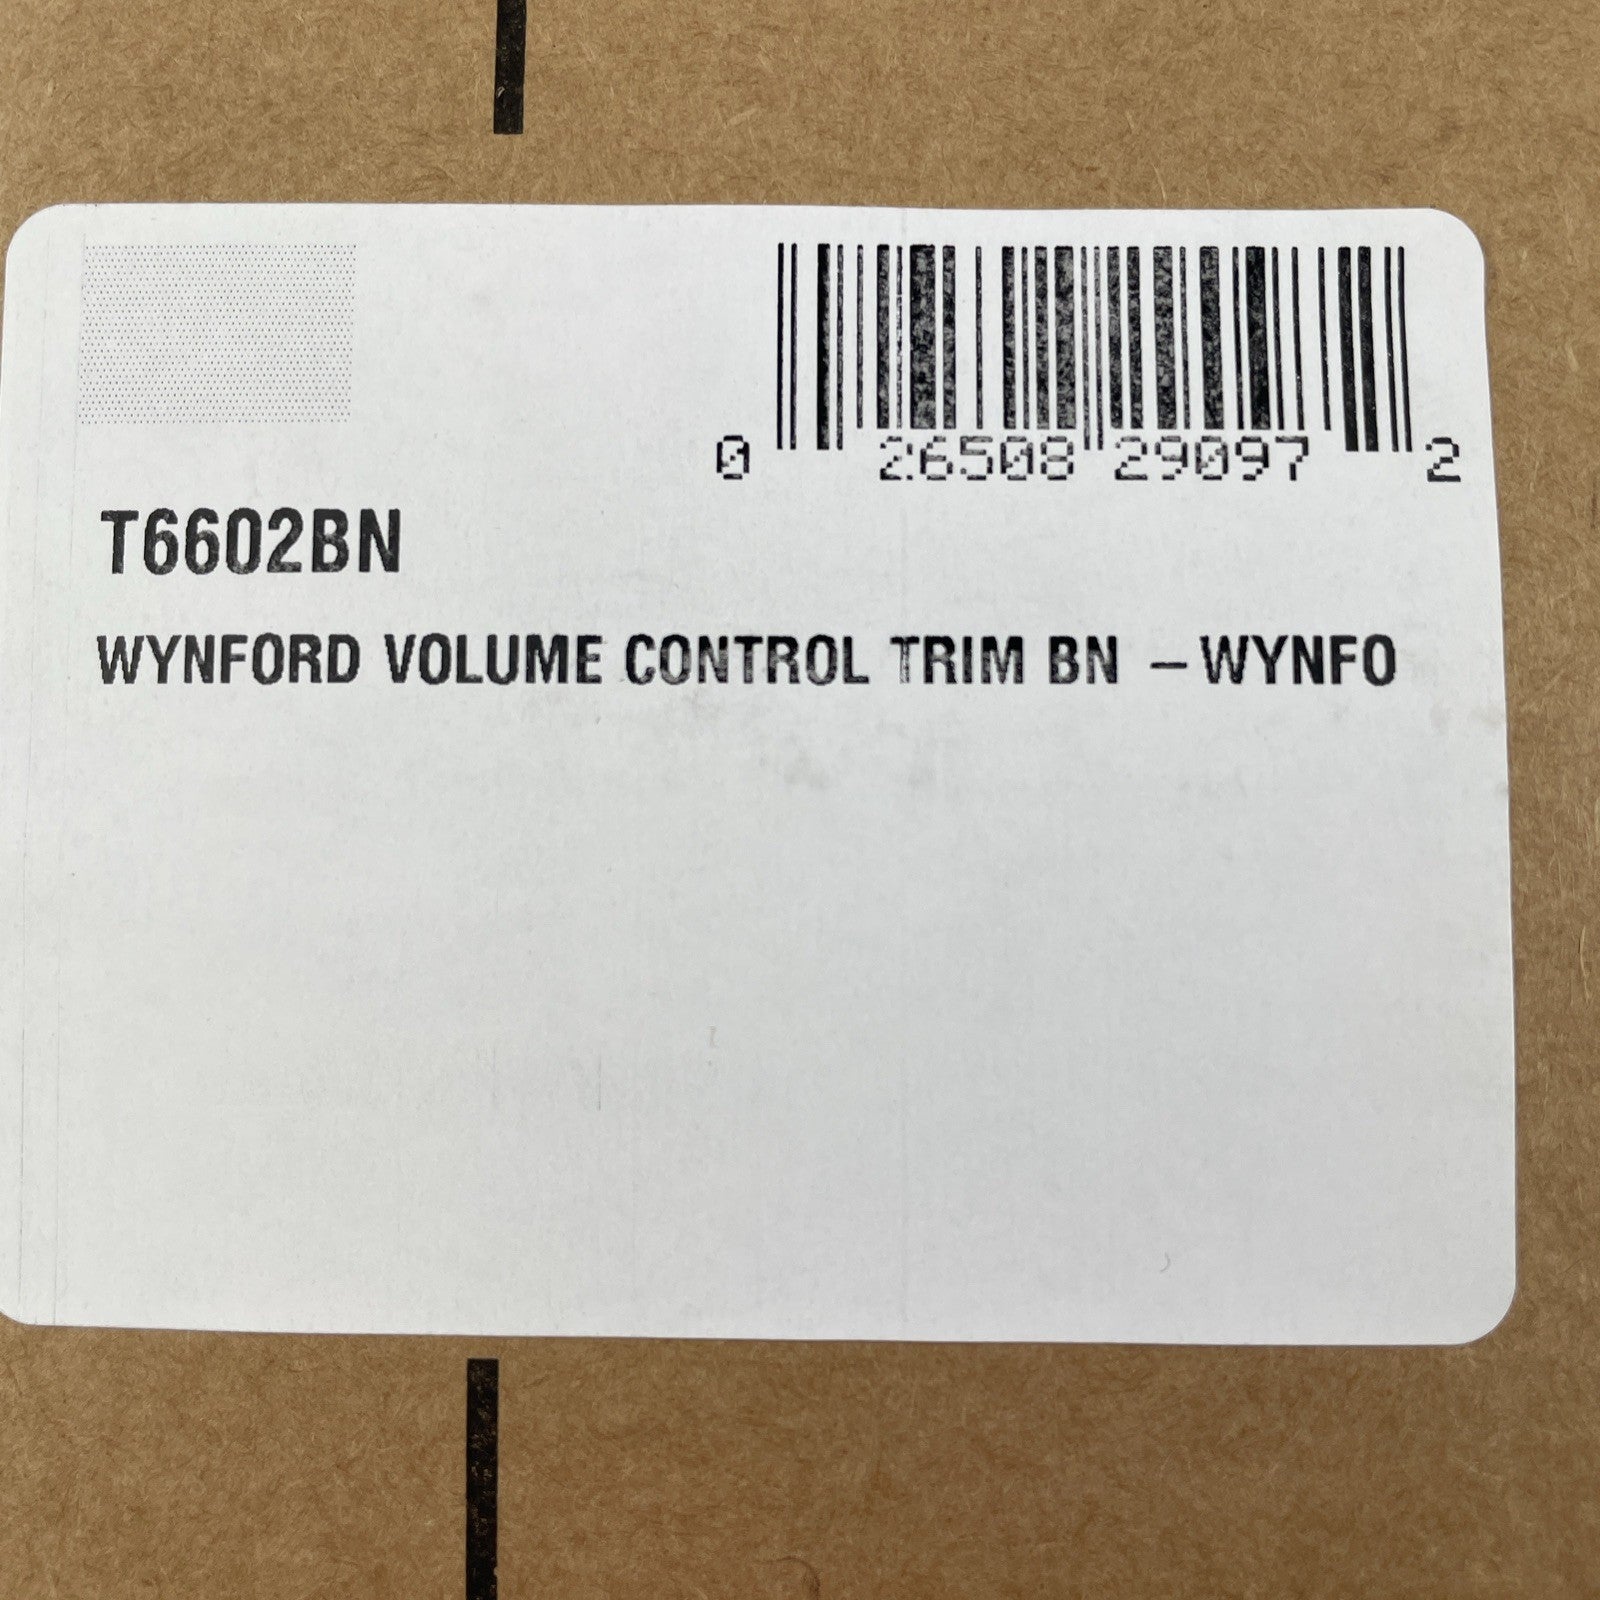 0 26508 29097 2
T6602BN
WYNFORD VOLUME CONTROL TRIM BN – WYNFO